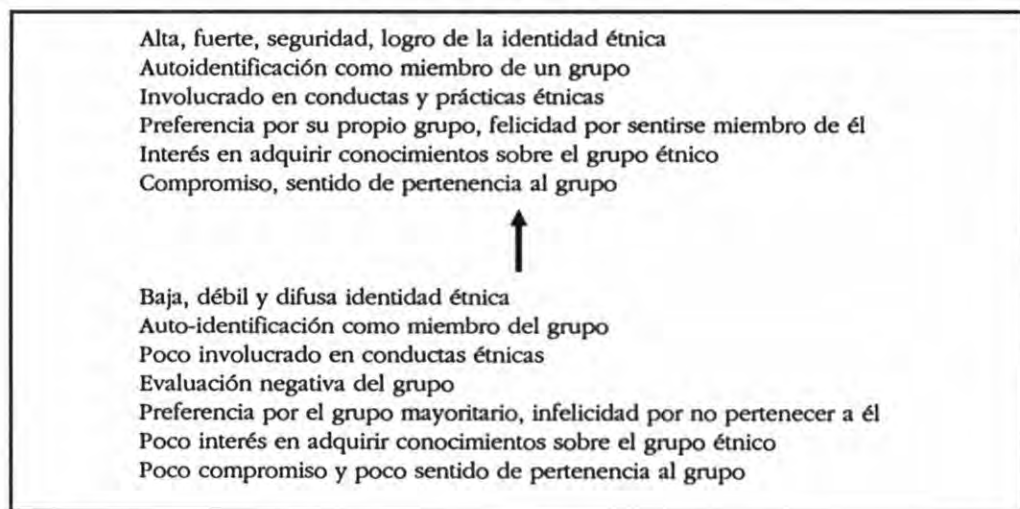 Alta, fuerte, seguridad, logro de la identidad étnica
Autoidentificación como miembro de un grupo
Involucrado en conductas y prácticas étnicas
Preferencia por su propio grupo, felicidad por sentirse miembro de él
Interés en adquirir conocimientos sobre el grupo étnico
Compromiso, sentido de pertenencia al grupo
Baja, débil y difusa identidad étnica
Auto-identificación como miembro del grupo
Poco involucrado en conductas étnicas
Evaluación negativa del grupo
Preferencia por el grupo mayoritario, infelicidad por no pertenecer a él
Poco interés en adquirir conocimientos sobre el grupo étnico
Poco compromiso y poco sentido de pertenencia al grupo